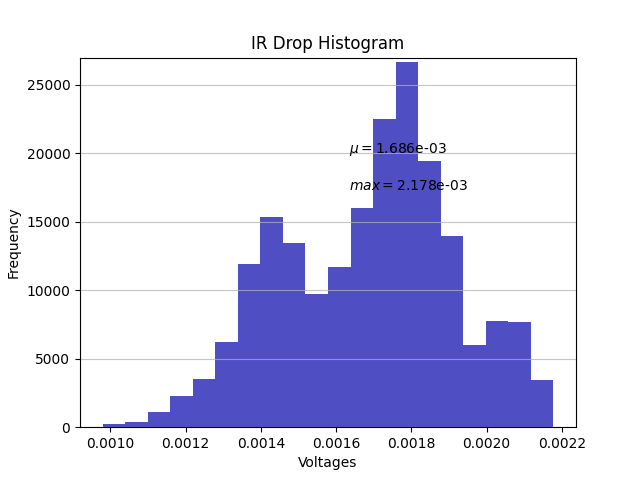 IR Drop Histogram
Frequency
25000
20000
15000
10000
5000
0
μ = 1.686e-03
max = 2.178e-03
0.0010 0.0012 0.0014 0.0016 0.0018 0.0020 0.0022
Voltages